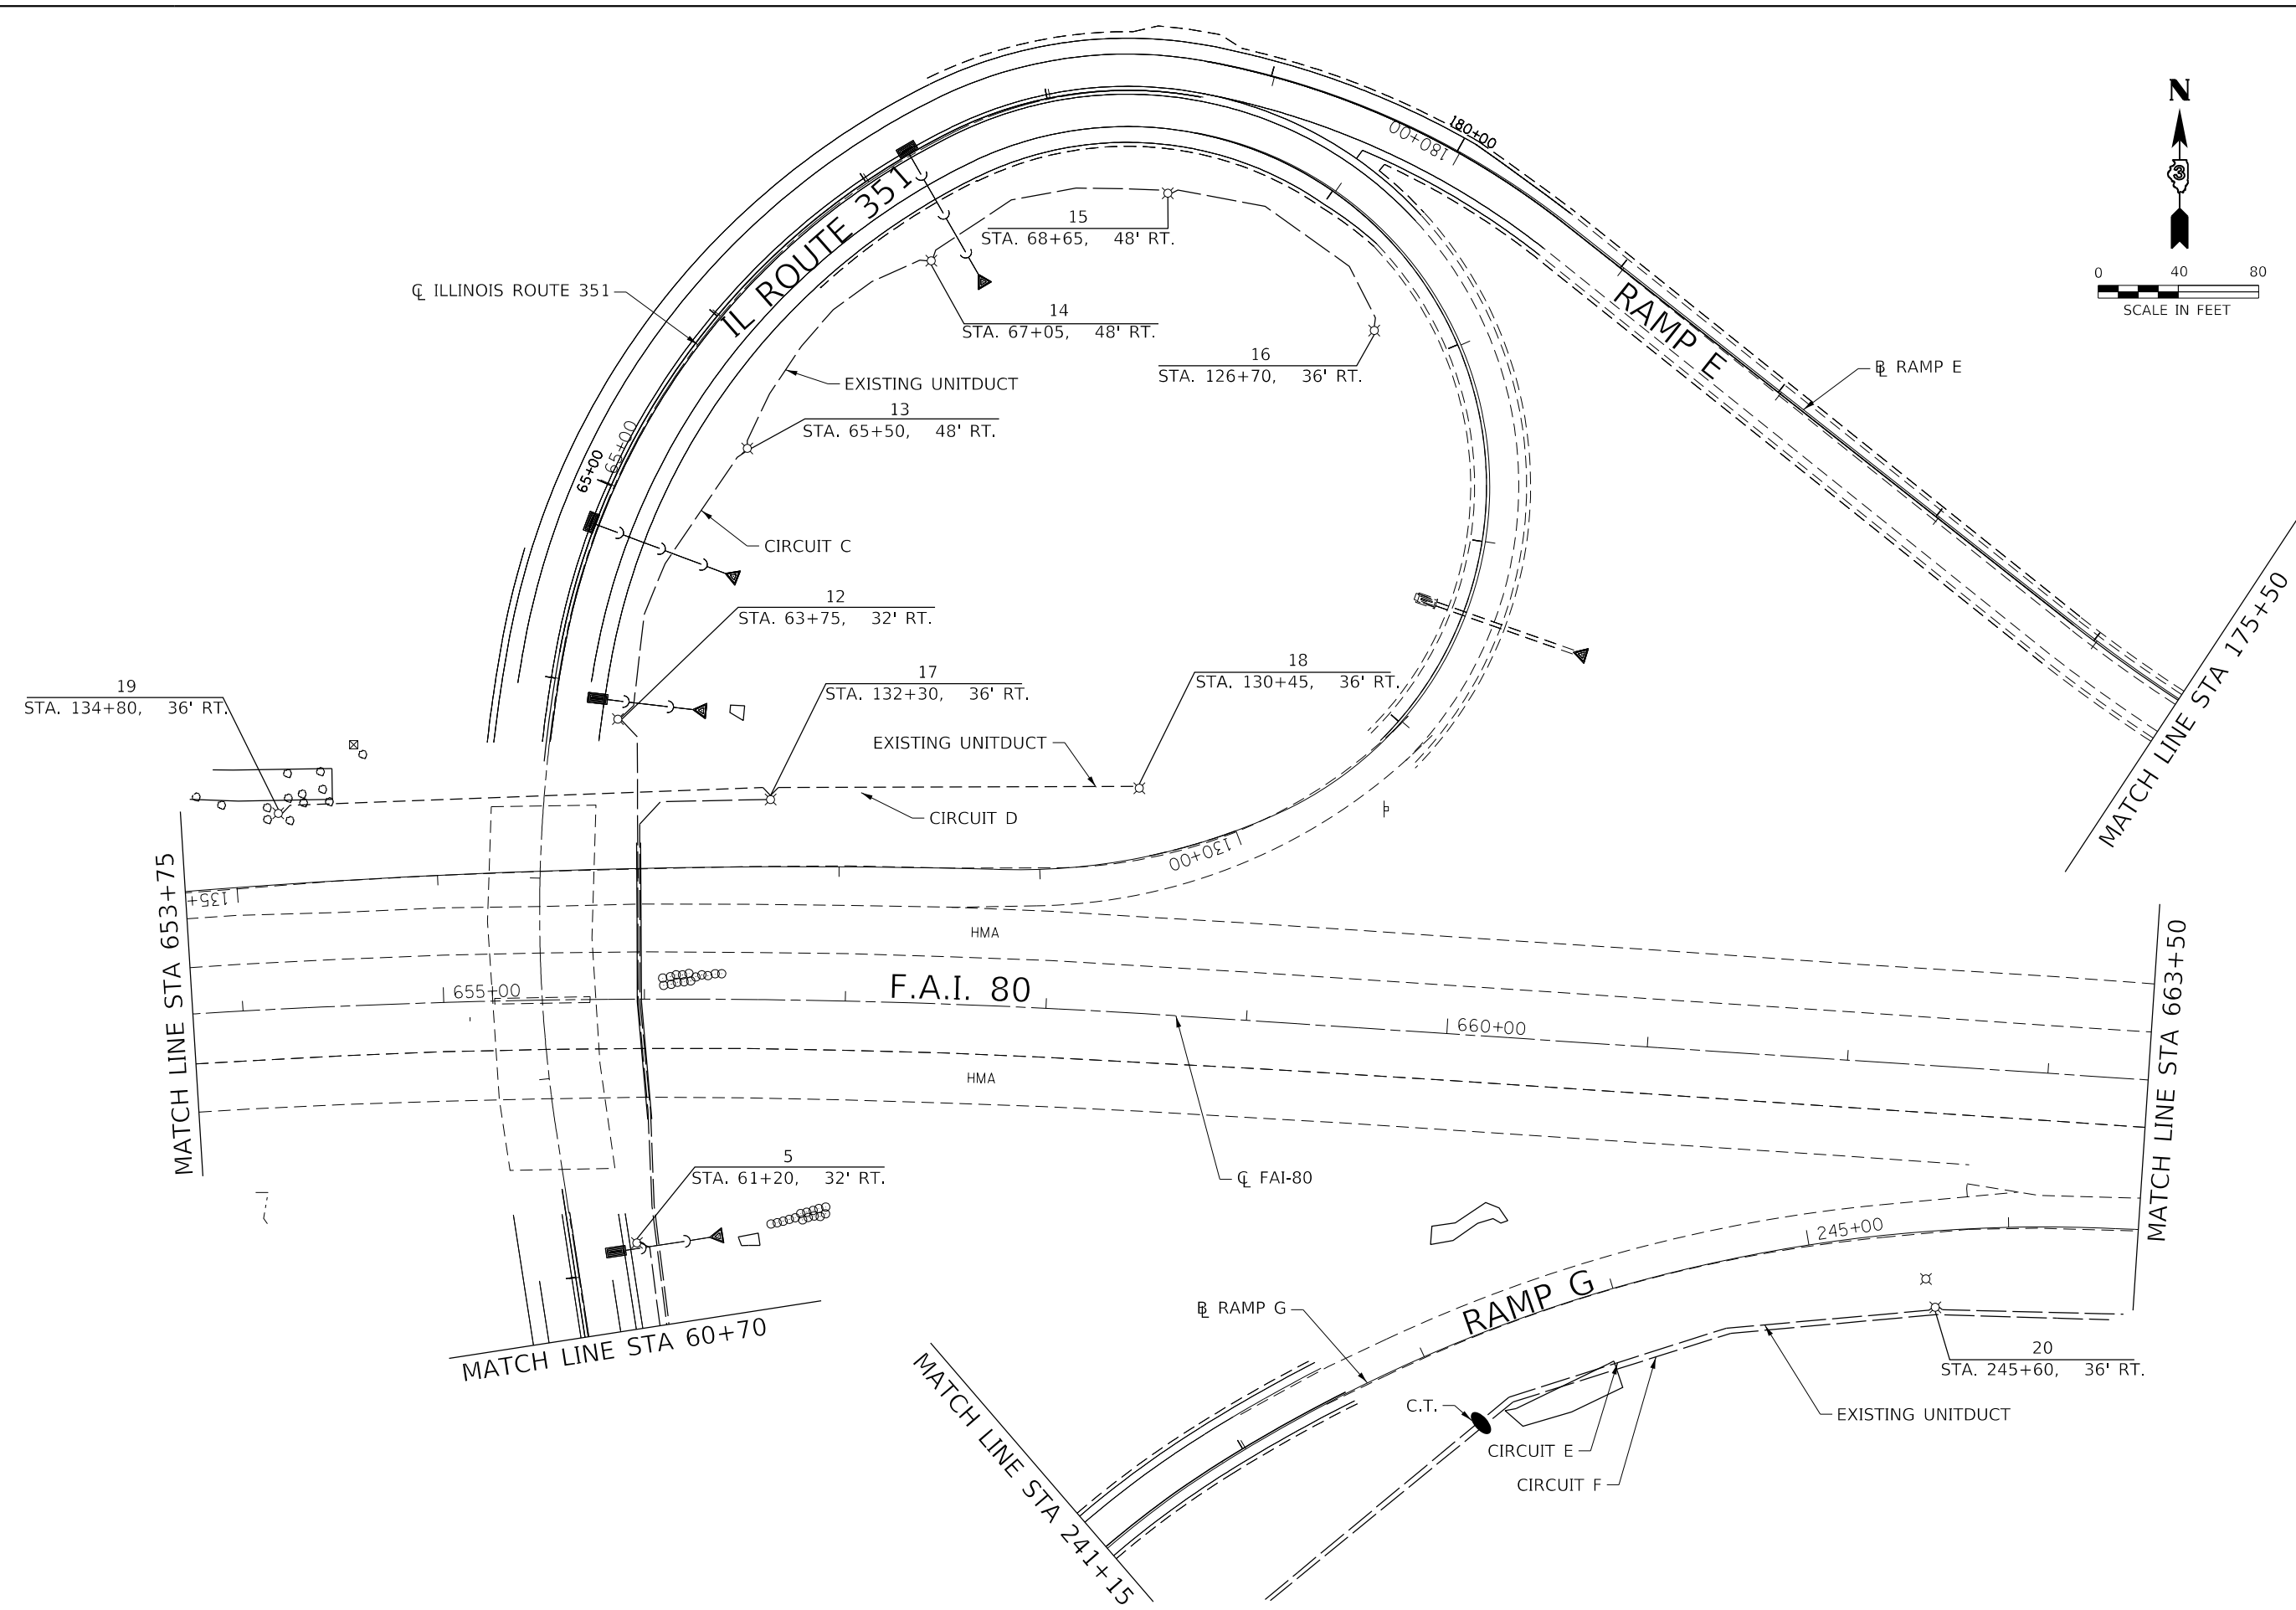 N
3
0 40 80
SCALE IN FEET
180+00
180+00
IL ROUTE 351
15
STA. 68+65, 48' RT.
℄ ILLINOIS ROUTE 351
14
STA. 67+05, 48' RT.
RAMP E
16
STA. 126+70, 36' RT.
B̵L RAMP E
EXISTING UNITDUCT
13
STA. 65+50, 48' RT.
65+00
65+00
CIRCUIT C
12
STA. 63+75, 32' RT.
MATCH LINE STA 175+50
17
STA. 132+30, 36' RT.
18
STA. 130+45, 36' RT.
19
STA. 134+80, 36' RT.
EXISTING UNITDUCT
CIRCUIT D
130+00
135+
MATCH LINE STA 653+75
HMA
F.A.I. 80
655+00
660+00
HMA
MATCH LINE STA 663+50
5
STA. 61+20, 32' RT.
℄ FAI-80
245+00
RAMP G
BL RAMP G
MATCH LINE STA 60+70
20
STA. 245+60, 36' RT.
C.T.
EXISTING UNITDUCT
CIRCUIT E
CIRCUIT F
MATCH LINE STA 241+15